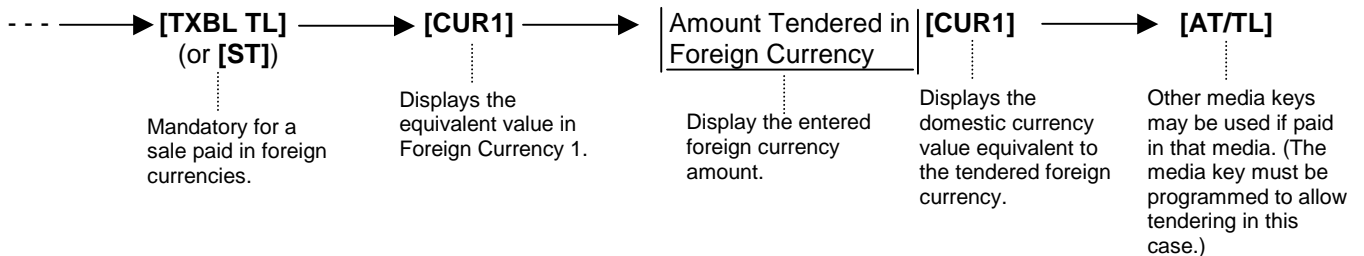 - - - [TXBL TL] [CUR1] Amount Tendered in [CUR1] [AT/TL]
(or [ST]) Foreign Currency
Mandatory for a
sale paid in foreign
currencies.
Displays the
equivalent value in
Foreign Currency 1.
Display the entered
foreign currency
amount.
Displays the
domestic currency
value equivalent to
the tendered foreign
currency.
Other media keys
may be used if paid
in that media. (The
media key must be
programmed to allow
tendering in this
case.)